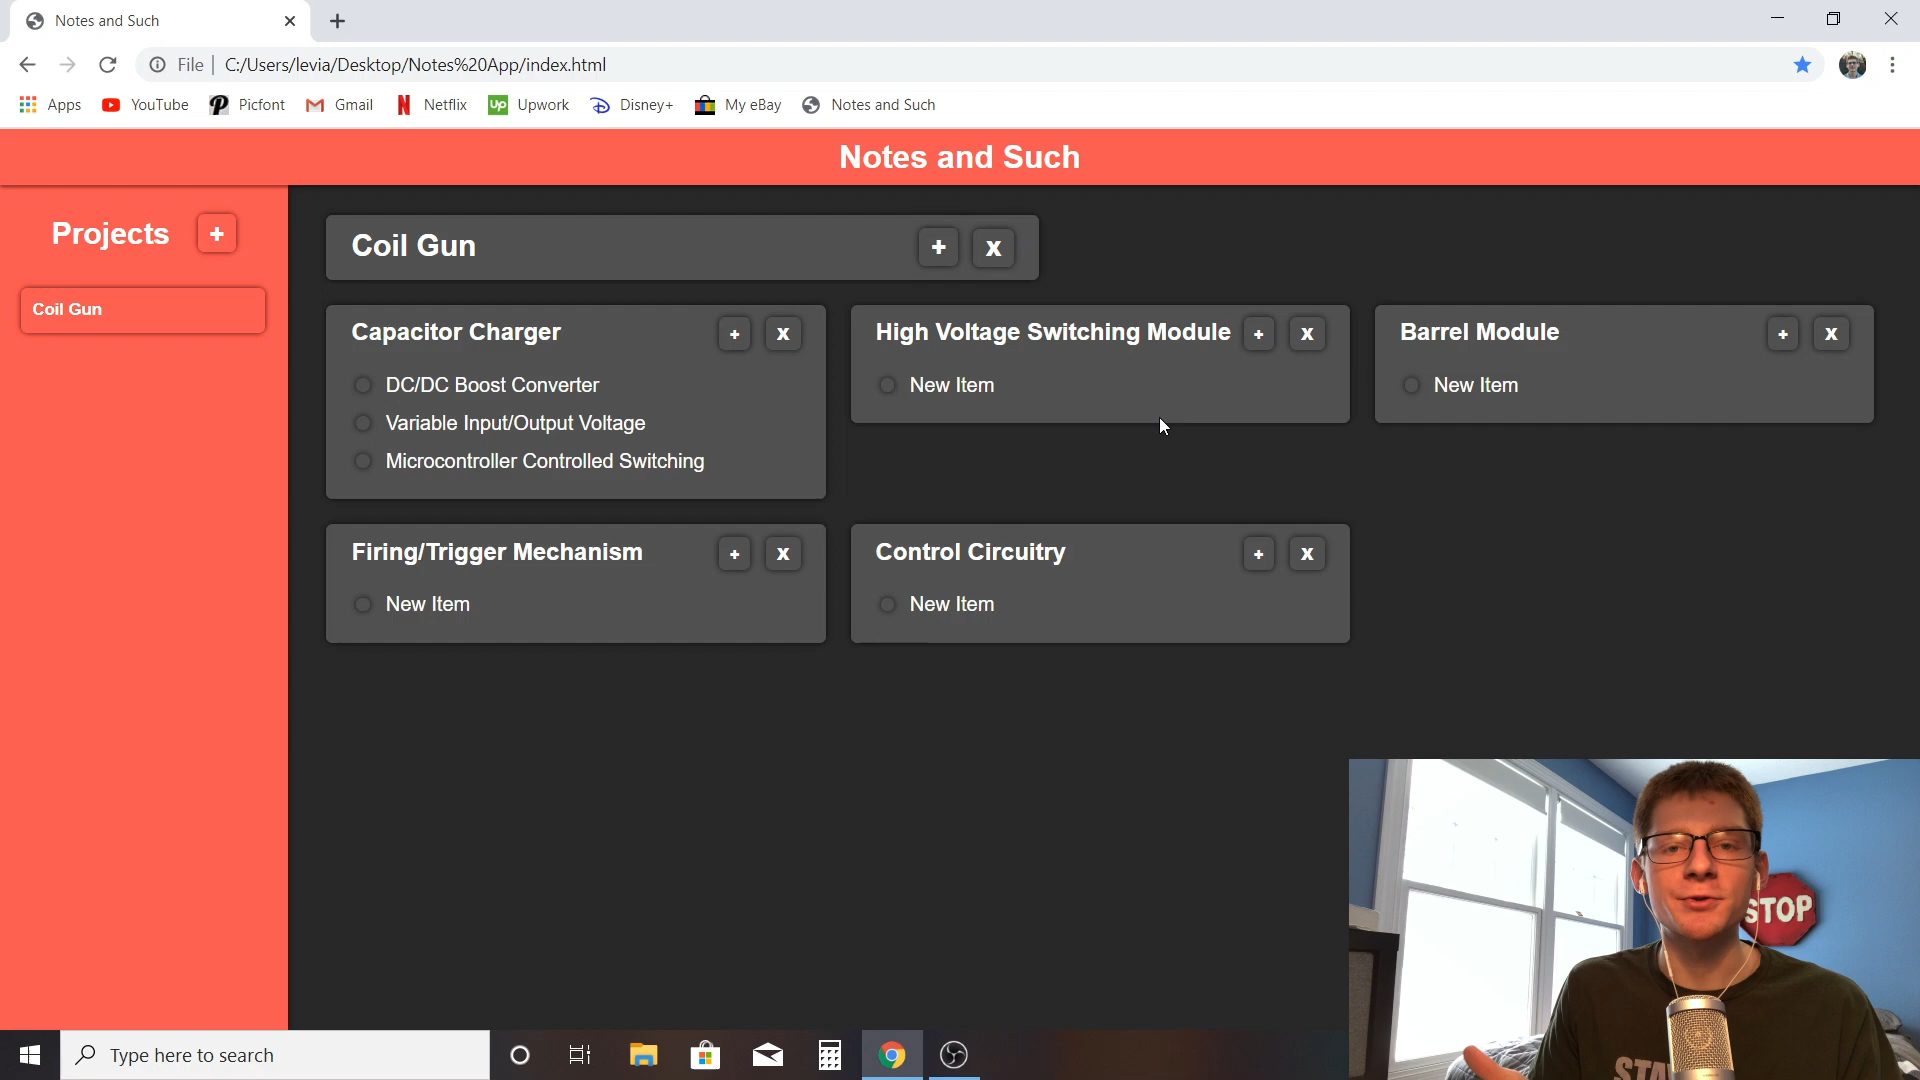 Notes and Such
File | C:/Users/levia/Desktop/Notes%20App/index.html
Apps YouTube Picfont Gmail Netflix Upwork Disney+ My eBay Notes and Such
Notes and Such
Projects +
Coil Gun
Coil Gun + x
Capacitor Charger + x
DC/DC Boost Converter
Variable Input/Output Voltage
Microcontroller Controlled Switching
High Voltage Switching Module + x
New Item
Barrel Module + x
New Item
Firing/Trigger Mechanism + x
New Item
Control Circuitry + x
New Item
STOP
Type here to search